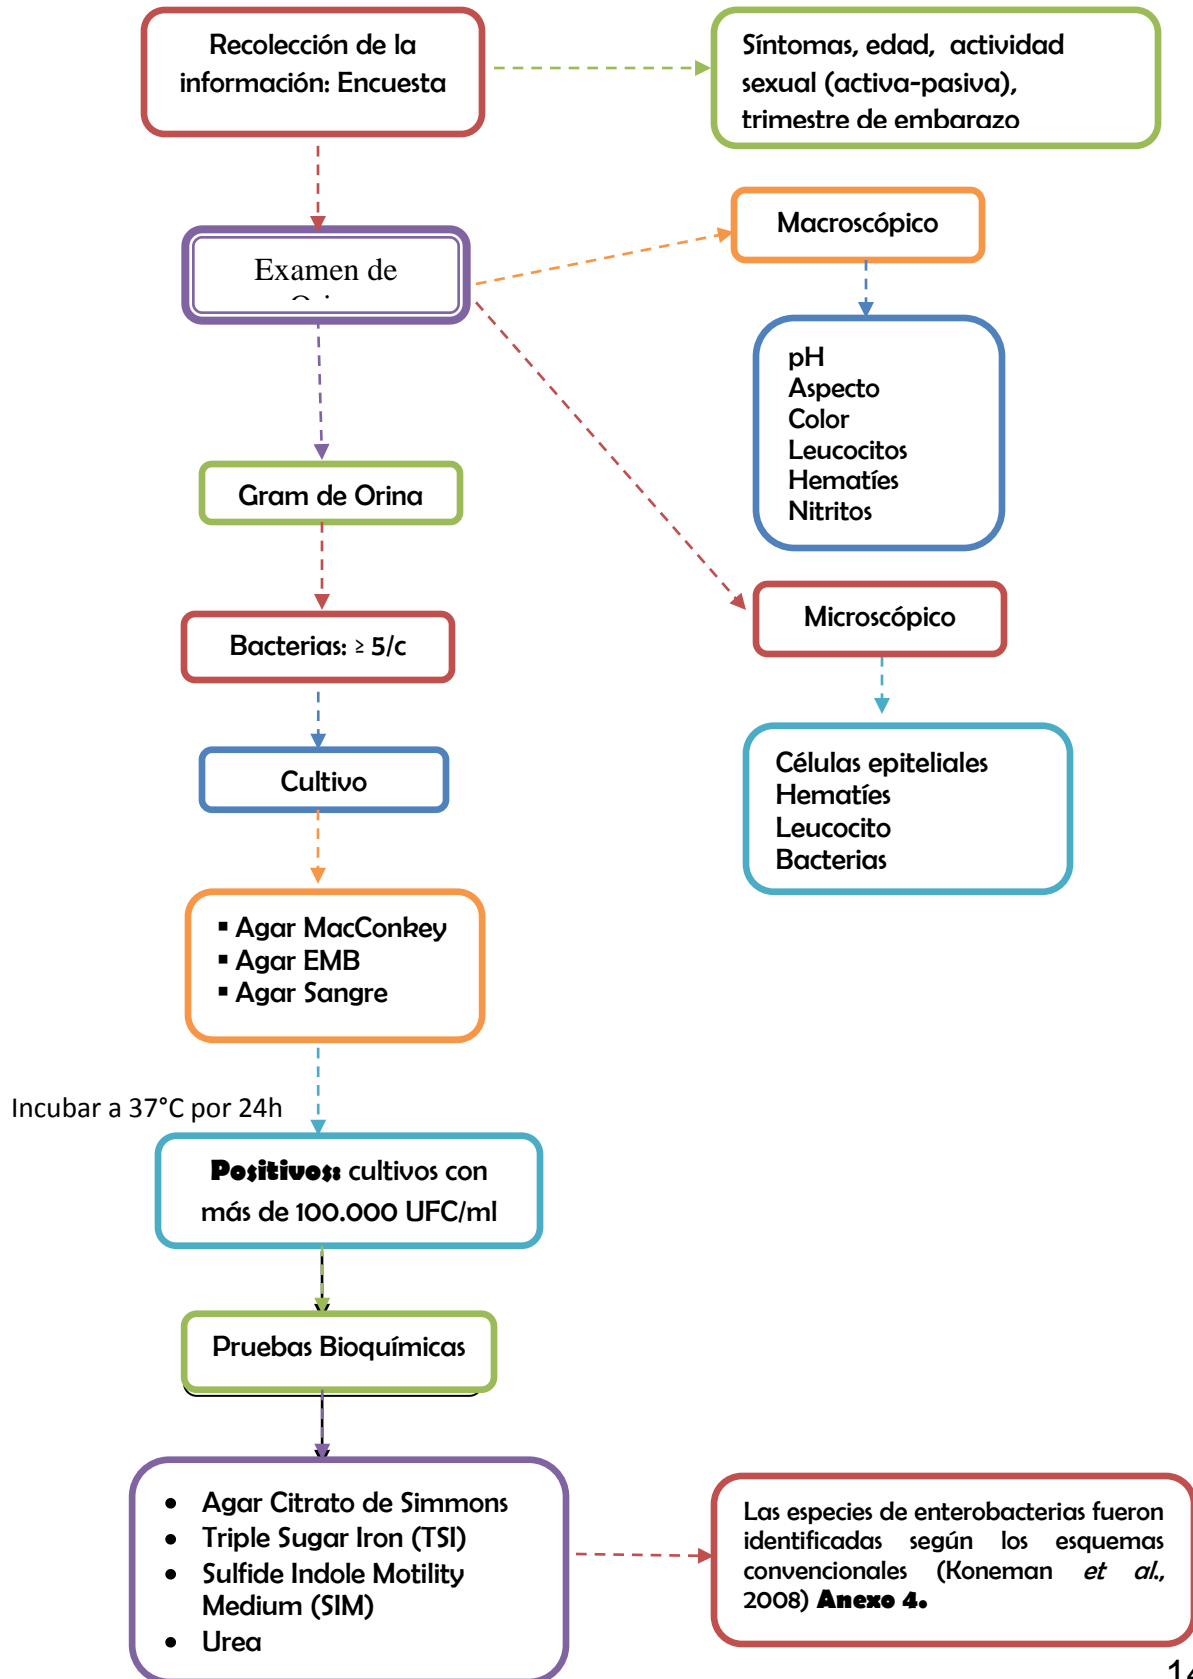 Recolección de la
información: Encuesta
Síntomas, edad, actividad
sexual (activa-pasiva),
trimestre de embarazo
Examen de
Macroscópico
pH
Aspecto
Color
Leucocitos
Hematíes
Nitritos
Gram de Orina
Microscópico
Bacterias: ≥ 5/c
Células epiteliales
Hematíes
Leucocito
Bacterias
Cultivo
▪ Agar MacConkey
▪ Agar EMB
▪ Agar Sangre
Incubar a 37°C por 24h
Positivos: cultivos con
más de 100.000 UFC/ml
Pruebas Bioquímicas
• Agar Citrato de Simmons
• Triple Sugar Iron (TSI)
• Sulfide Indole Motility
Medium (SIM)
• Urea
Las especies de enterobacterias fueron
identificadas según los esquemas
convencionales (Koneman et al.,
2008) Anexo 4.